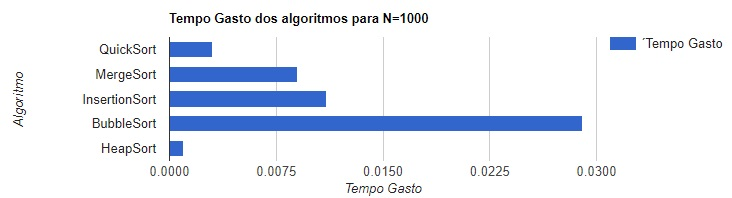 Tempo Gasto dos algoritmos para N=1000
´Tempo Gasto
Algoritmo
QuickSort
MergeSort
InsertionSort
BubbleSort
HeapSort
0.0000 0.0075 0.0150 0.0225 0.0300
Tempo Gasto